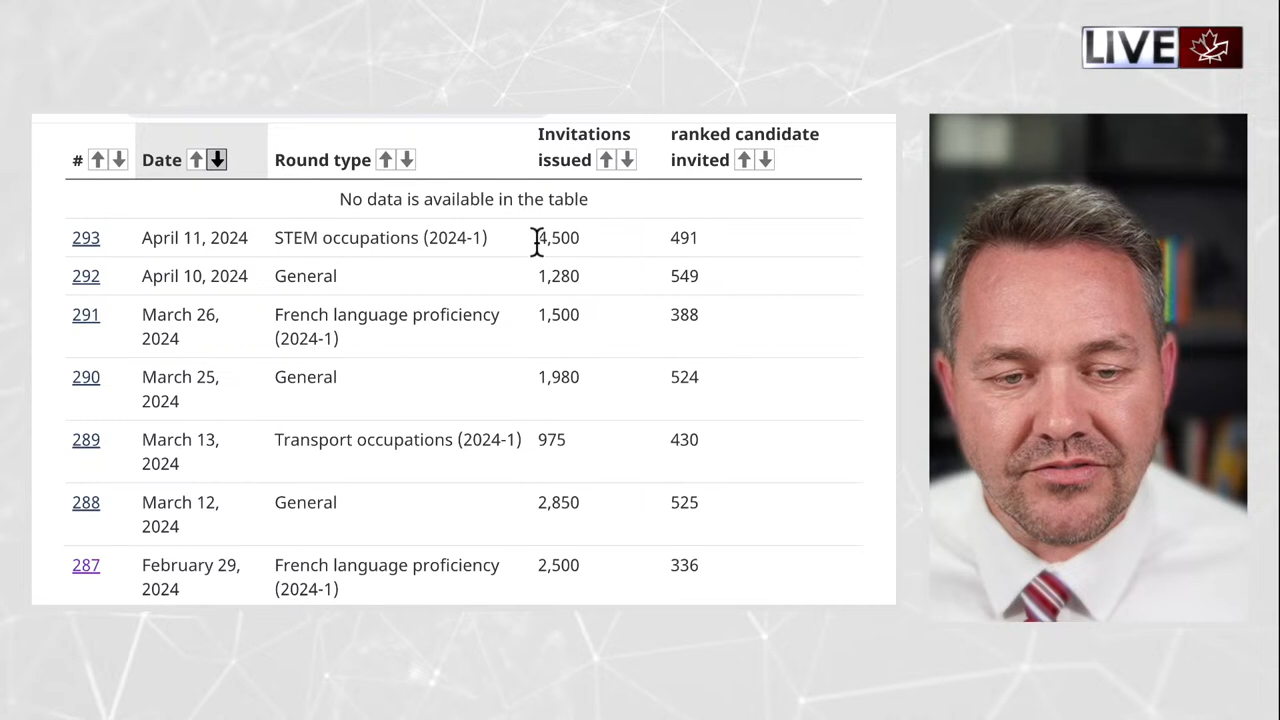 LIVE
Invitations ranked candidate
# Date Round type issued invited
No data is available in the table
293 April 11, 2024 STEM occupations (2024-1) 4,500 491
292 April 10, 2024 General 1,280 549
291 March 26, French language proficiency 1,500 388
2024 (2024-1)
290 March 25, General 1,980 524
2024
289 March 13, Transport occupations (2024-1) 975 430
2024
288 March 12, General 2,850 525
2024
287 February 29, French language proficiency 2,500 336
2024 (2024-1)